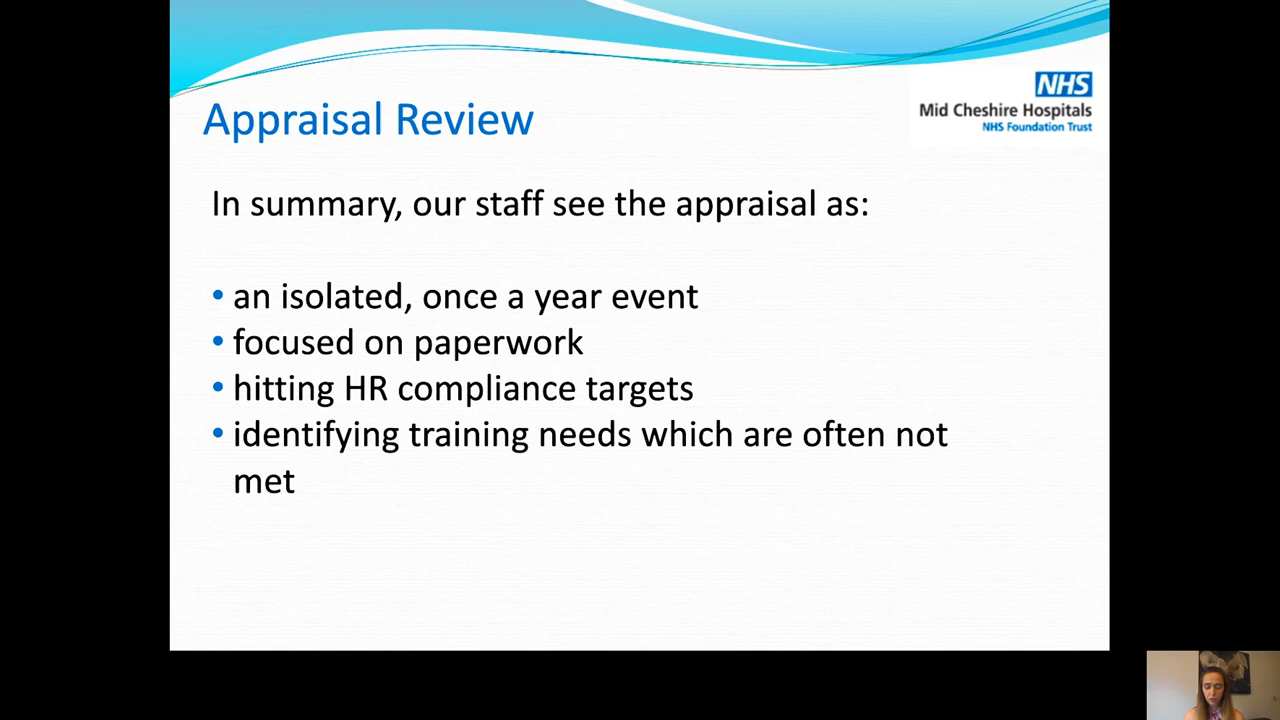 NHS
Mid Cheshire Hospitals
NHS Foundation Trust
Appraisal Review
In summary, our staff see the appraisal as:
• an isolated, once a year event
• focused on paperwork
• hitting HR compliance targets
• identifying training needs which are often not
met